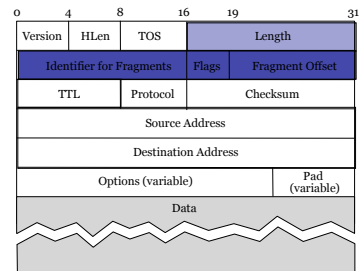 0 4 8 16 19 31
Version HLen TOS Length
Identifier for Fragments Flags Fragment Offset
TTL Protocol Checksum
Source Address
Destination Address
Options (variable) Pad
(variable)
Data